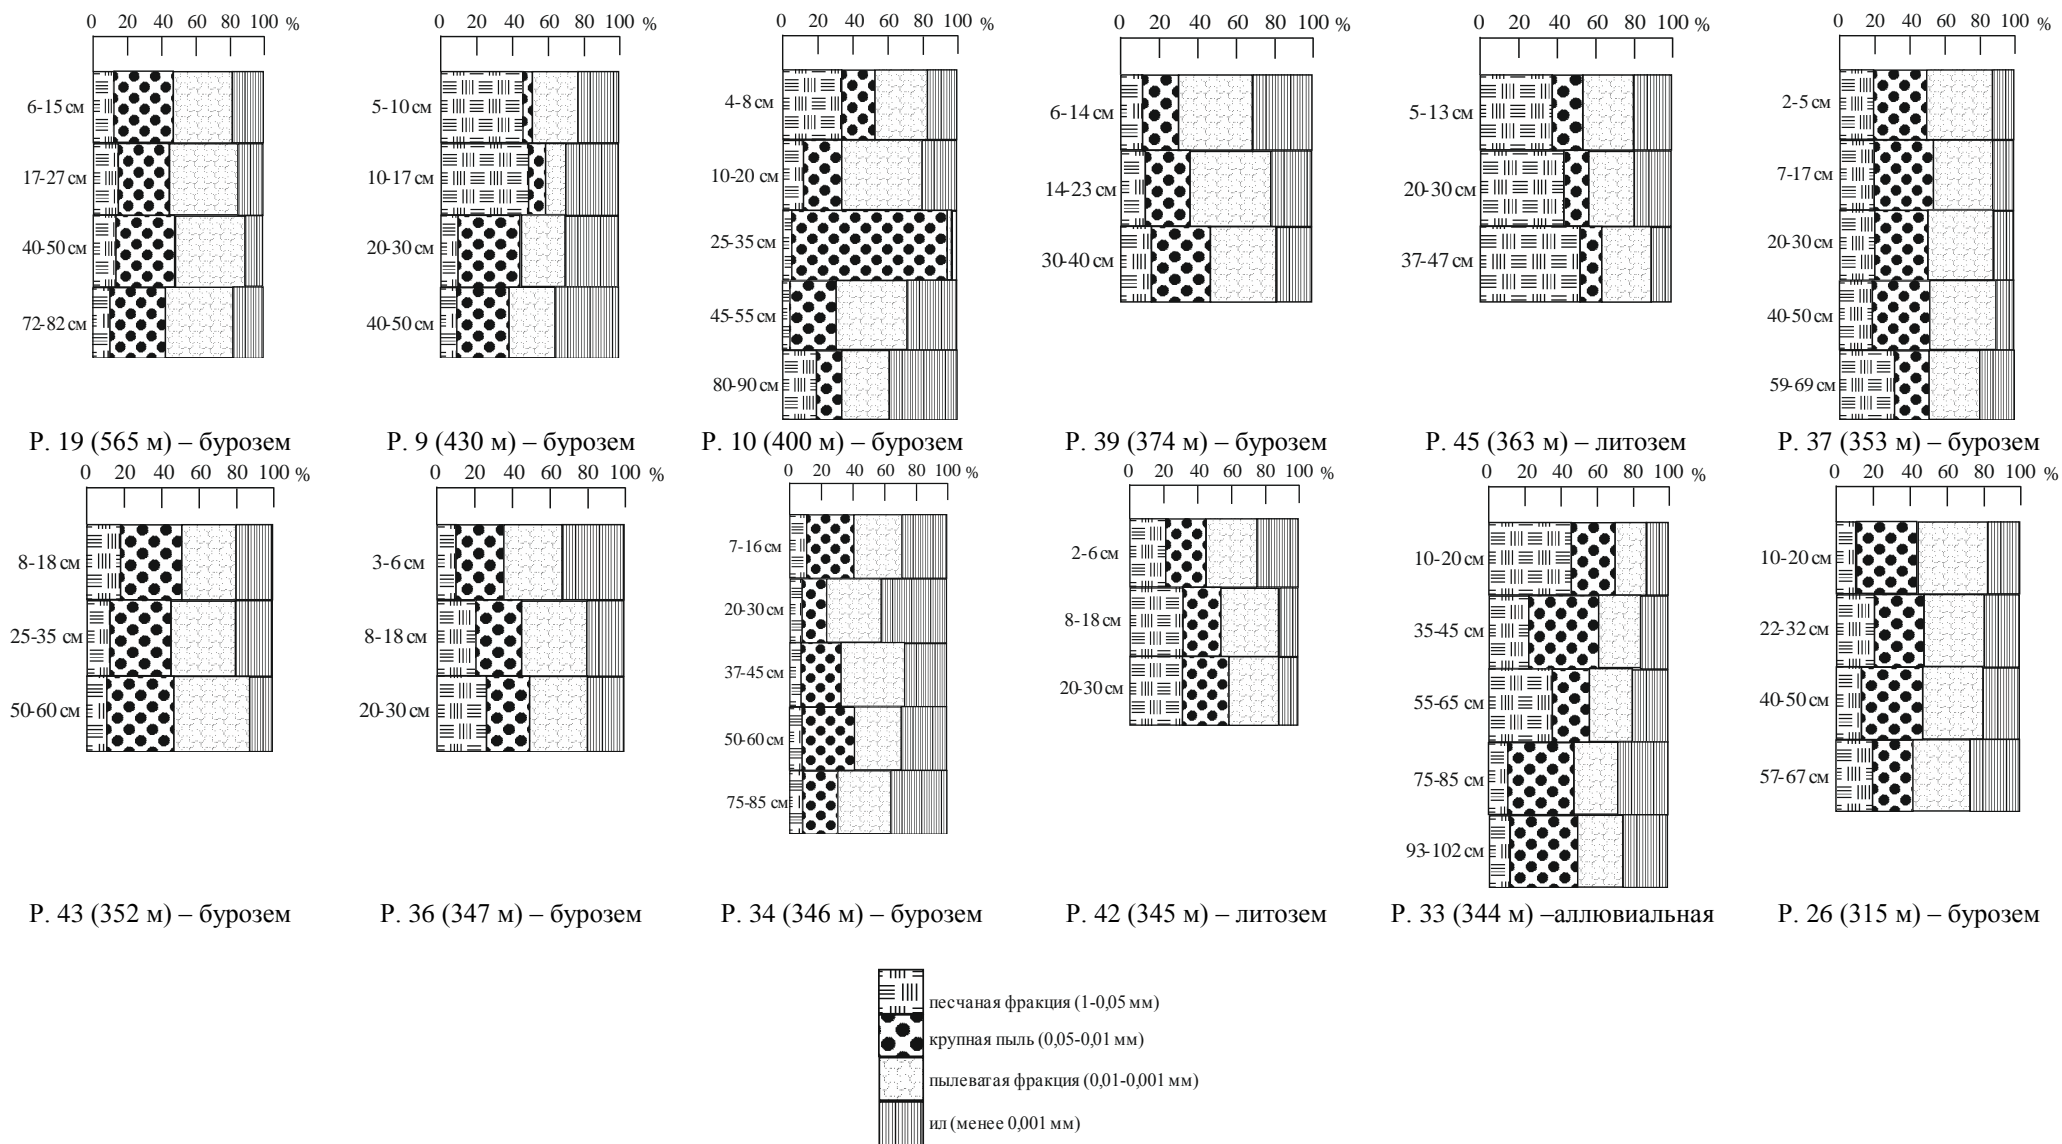 0 20 40 60 80 100 %
6-15 см
17-27 см
40-50 см
72-82 см
Р. 19 (565 м) – бурозем
0 20 40 60 80 100 %
5-10 см
10-17 см
20-30 см
40-50 см
Р. 9 (430 м) – бурозем
0 20 40 60 80 100 %
4-8 см
10-20 см
25-35 см
45-55 см
80-90 см
Р. 10 (400 м) – бурозем
0 20 40 60 80 100 %
6-14 см
14-23 см
30-40 см
Р. 39 (374 м) – бурозем
0 20 40 60 80 100 %
5-13 см
20-30 см
37-47 см
Р. 45 (363 м) – литозем
0 20 40 60 80 100 %
2-5 см
7-17 см
20-30 см
40-50 см
59-69 см
Р. 37 (353 м) – бурозем
0 20 40 60 80 100 %
8-18 см
25-35 см
50-60 см
Р. 43 (352 м) – бурозем
0 20 40 60 80 100 %
3-6 см
8-18 см
20-30 см
Р. 36 (347 м) – бурозем
0 20 40 60 80 100 %
7-16 см
20-30 см
37-45 см
50-60 см
75-85 см
Р. 34 (346 м) – бурозем
0 20 40 60 80 100 %
2-6 см
8-18 см
20-30 см
Р. 42 (345 м) – литозем
0 20 40 60 80 100 %
10-20 см
35-45 см
55-65 см
75-85 см
93-102 см
Р. 33 (344 м) –аллювиальная
0 20 40 60 80 100 %
10-20 см
22-32 см
40-50 см
57-67 см
Р. 26 (315 м) – бурозем
песчаная фракция (1-0,05 мм)
крупная пыль (0,05-0,01 мм)
пылеватая фракция (0,01-0,001 мм)
ил (менее 0,001 мм)